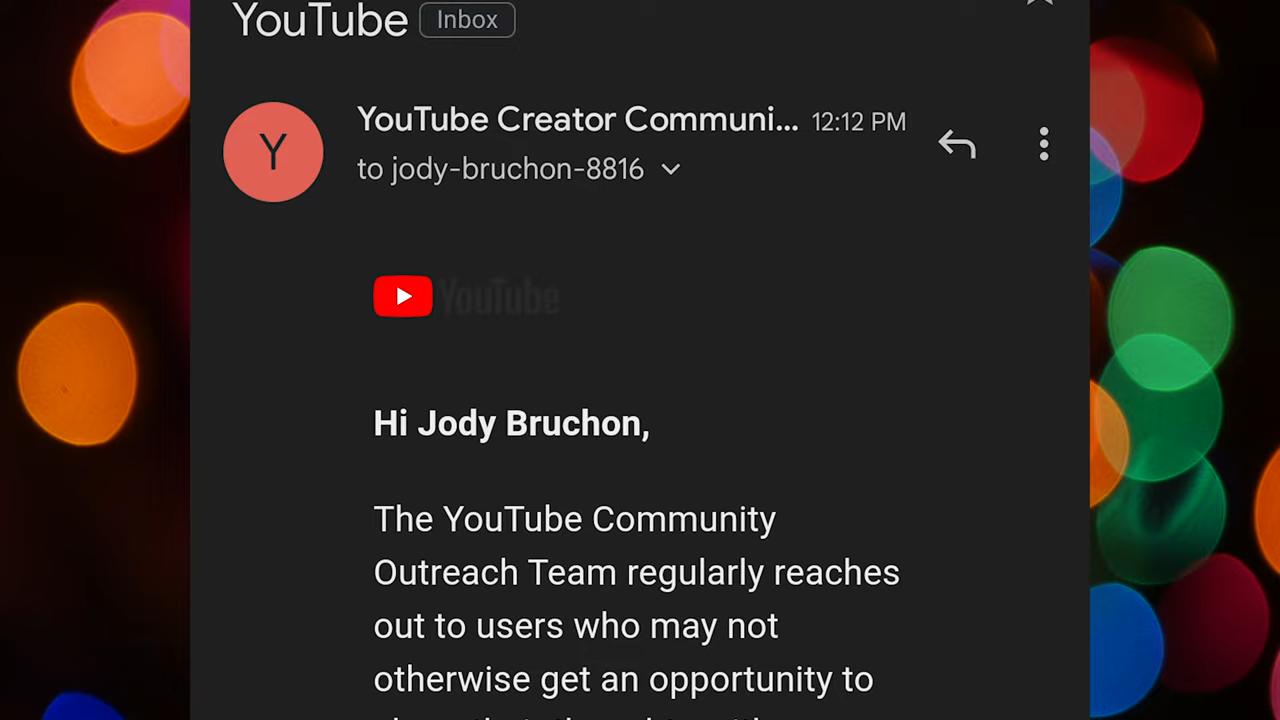 YouTube Inbox
Y
YouTube Creator Communi... 12:12 PM
to jody-bruchon-8816
YouTube
Hi Jody Bruchon,
The YouTube Community
Outreach Team regularly reaches
out to users who may not
otherwise get an opportunity to